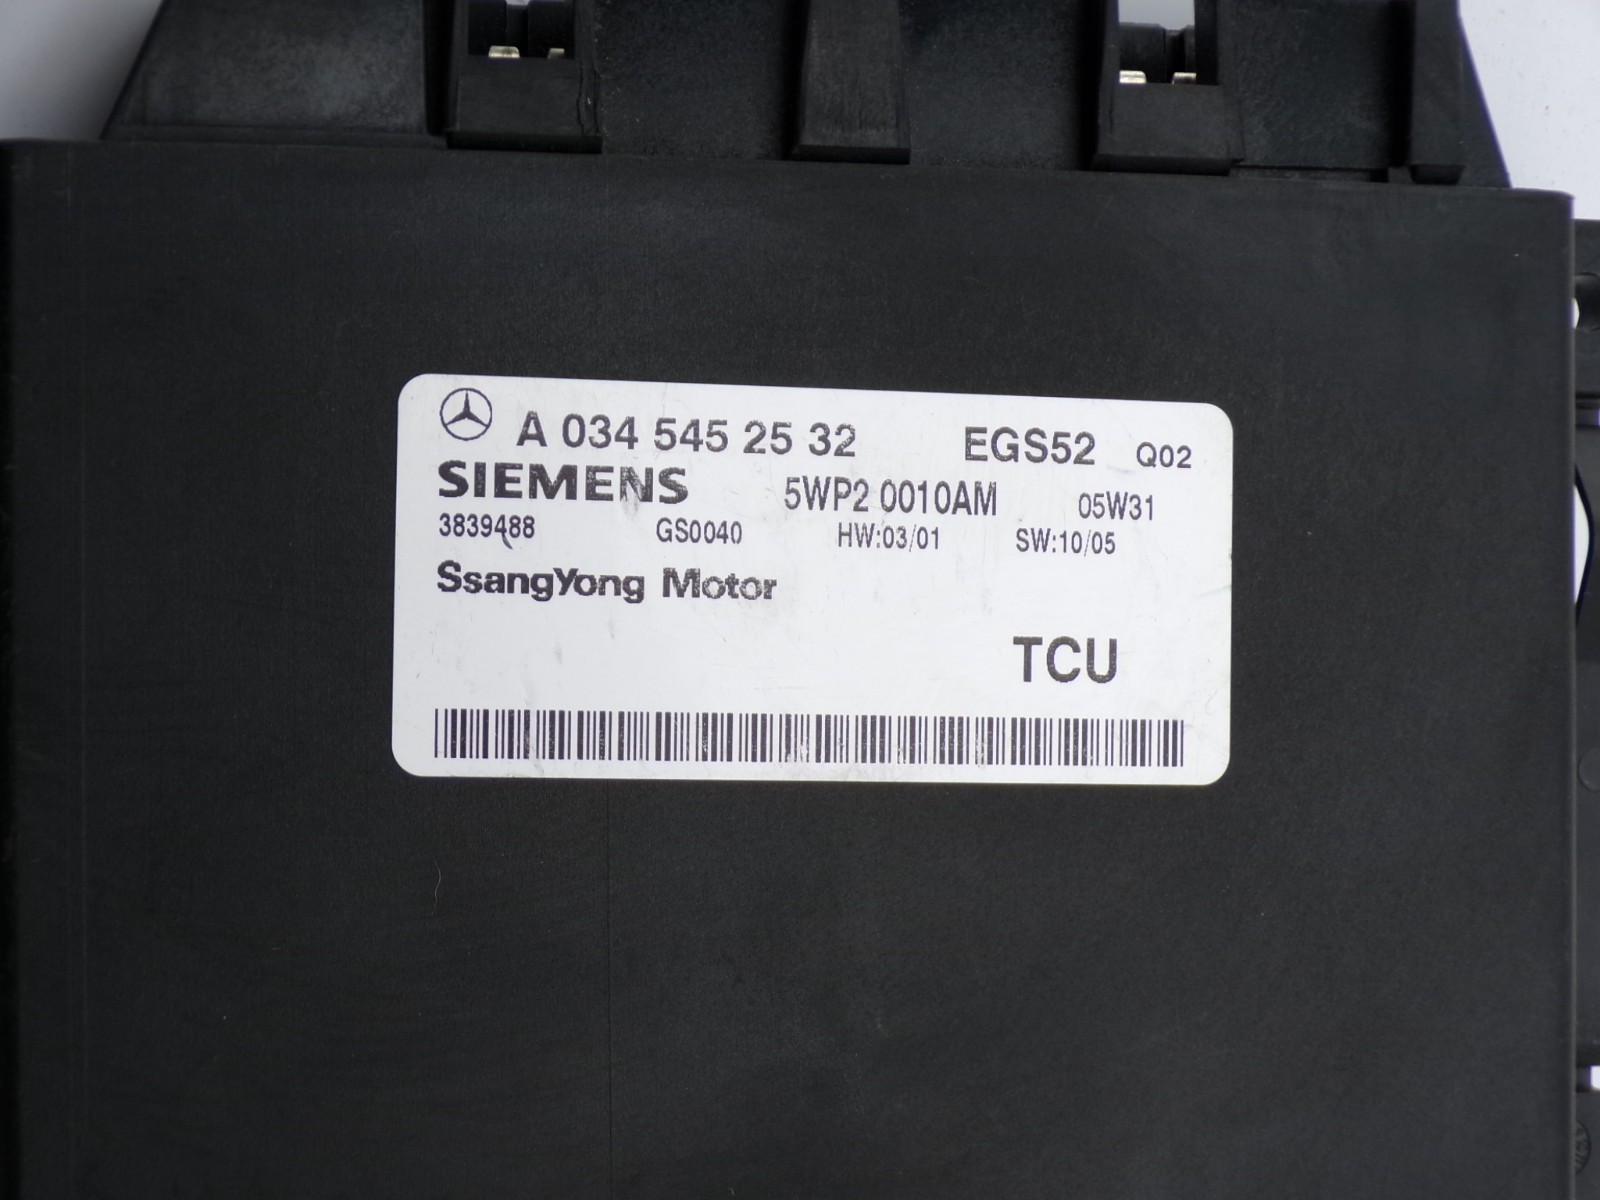 A 034 545 25 32 EGS52 Q02
SIEMENS 5WP2 0010AM 05W31
3839488 GS0040 HW:03/01 SW:10/05
SsangYong Motor
TCU